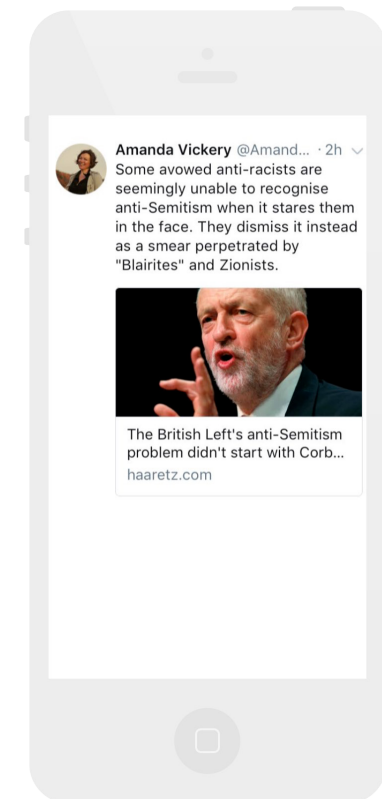 Amanda Vickery @Amand... · 2h
Some avowed anti-racists are
seemingly unable to recognise
anti-Semitism when it stares them
in the face. They dismiss it instead
as a smear perpetrated by
"Blairites" and Zionists.
The British Left's anti-Semitism
problem didn't start with Corb...
haaretz.com